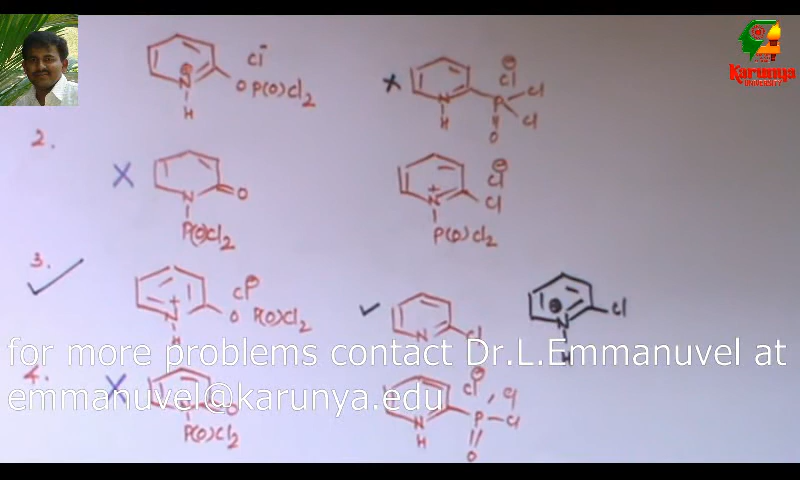 Karunya
UNIVERSITY
Cl⁻
O P(O)Cl2
N
H
×
N
H
P
Cl⊖
Cl
Cl
O
2.
×
N
O
P(O)Cl2
N
+
Cl⊖
Cl
P(O)Cl2
3.
✓
N
+
H
Cl⊖
O P(O)Cl2
✓
N
Cl
⊕
N
Cl
for more problems contact Dr.L.Emmanuvel at
emmanuvel@karunya.edu
4.
×
O
P(O)Cl2
N
H
P
Cl⊖, Cl
Cl
O